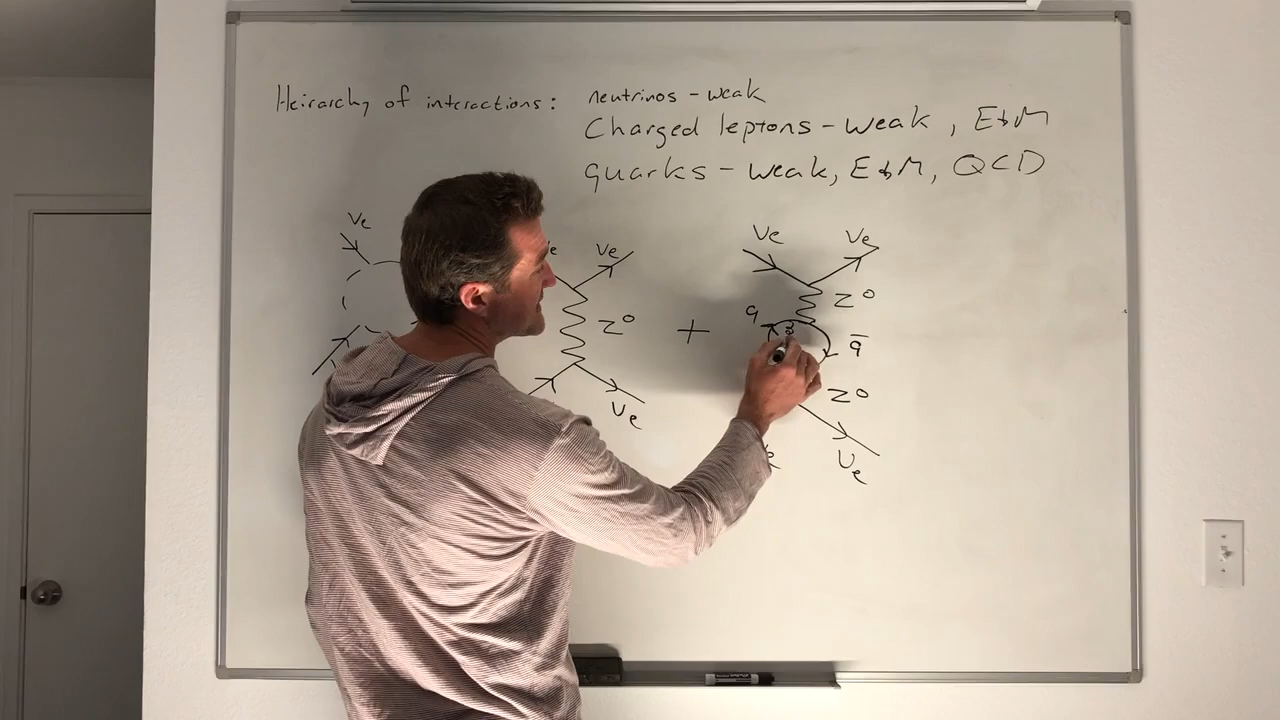 Heirarchy of interactions: neutrinos - weak
Charged leptons - weak, E&M
quarks - weak, E&M, QCD
νe
e νe
Z⁰
νe
+
νe νe
Z⁰
q
q̄
Z⁰
e νe